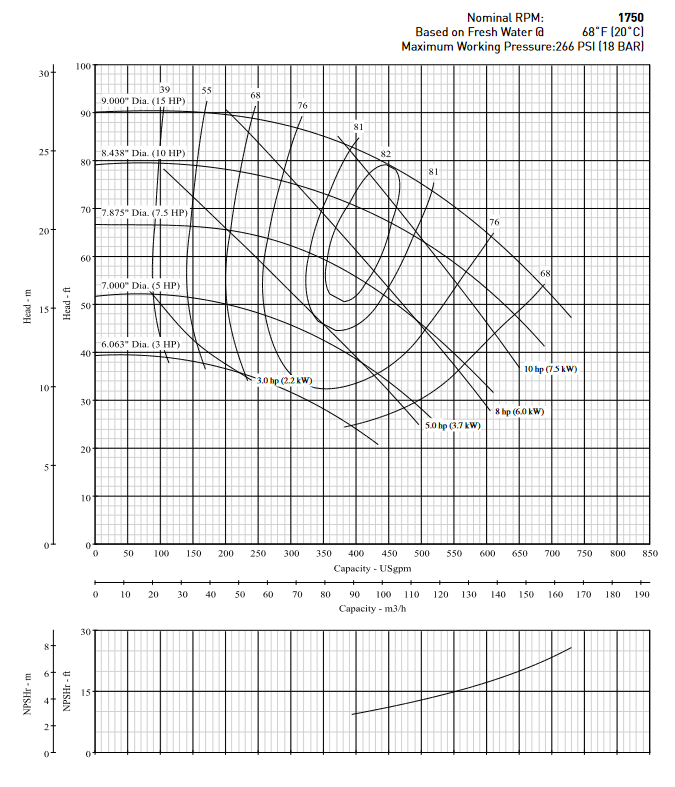 Nominal RPM: 1750
Based on Fresh Water @ 68°F (20°C)
Maximum Working Pressure: 266 PSI (18 BAR)
30
25
20
15
10
5
0
Head - m
100
90
80
70
60
50
40
30
20
10
0
Head - ft
39
55
68
76
81
82
81
76
68
9.000" Dia. (15 HP)
8.438" Dia. (10 HP)
7.875" Dia. (7.5 HP)
7.000" Dia. (5 HP)
6.063" Dia. (3 HP)
3.0 hp (2.2 kW)
10 hp (7.5 kW)
8 hp (6.0 kW)
5.0 hp (3.7 kW)
0 50 100 150 200 250 300 350 400 450 500 550 600 650 700 750 800 850
Capacity - USgpm
0 10 20 30 40 50 60 70 80 90 100 110 120 130 140 150 160 170 180 190
Capacity - m3/h
8
6
4
2
0
NPSHr - m
30
15
0
NPSHr - ft